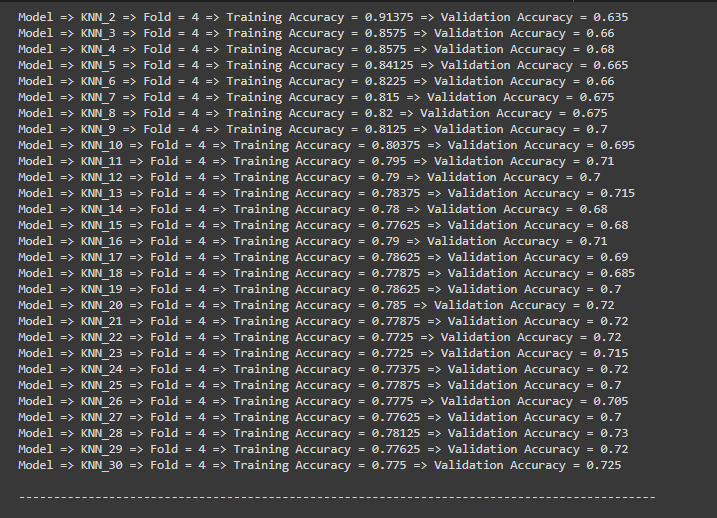 Model => KNN_2 => Fold = 4 => Training Accuracy = 0.91375 => Validation Accuracy = 0.635
Model => KNN_3 => Fold = 4 => Training Accuracy = 0.8575 => Validation Accuracy = 0.66
Model => KNN_4 => Fold = 4 => Training Accuracy = 0.8575 => Validation Accuracy = 0.68
Model => KNN_5 => Fold = 4 => Training Accuracy = 0.84125 => Validation Accuracy = 0.665
Model => KNN_6 => Fold = 4 => Training Accuracy = 0.8225 => Validation Accuracy = 0.66
Model => KNN_7 => Fold = 4 => Training Accuracy = 0.815 => Validation Accuracy = 0.675
Model => KNN_8 => Fold = 4 => Training Accuracy = 0.82 => Validation Accuracy = 0.675
Model => KNN_9 => Fold = 4 => Training Accuracy = 0.8125 => Validation Accuracy = 0.7
Model => KNN_10 => Fold = 4 => Training Accuracy = 0.80375 => Validation Accuracy = 0.695
Model => KNN_11 => Fold = 4 => Training Accuracy = 0.795 => Validation Accuracy = 0.71
Model => KNN_12 => Fold = 4 => Training Accuracy = 0.79 => Validation Accuracy = 0.7
Model => KNN_13 => Fold = 4 => Training Accuracy = 0.78375 => Validation Accuracy = 0.715
Model => KNN_14 => Fold = 4 => Training Accuracy = 0.78 => Validation Accuracy = 0.68
Model => KNN_15 => Fold = 4 => Training Accuracy = 0.77625 => Validation Accuracy = 0.68
Model => KNN_16 => Fold = 4 => Training Accuracy = 0.79 => Validation Accuracy = 0.71
Model => KNN_17 => Fold = 4 => Training Accuracy = 0.78625 => Validation Accuracy = 0.69
Model => KNN_18 => Fold = 4 => Training Accuracy = 0.77875 => Validation Accuracy = 0.685
Model => KNN_19 => Fold = 4 => Training Accuracy = 0.78625 => Validation Accuracy = 0.7
Model => KNN_20 => Fold = 4 => Training Accuracy = 0.785 => Validation Accuracy = 0.72
Model => KNN_21 => Fold = 4 => Training Accuracy = 0.77875 => Validation Accuracy = 0.72
Model => KNN_22 => Fold = 4 => Training Accuracy = 0.7725 => Validation Accuracy = 0.72
Model => KNN_23 => Fold = 4 => Training Accuracy = 0.7725 => Validation Accuracy = 0.715
Model => KNN_24 => Fold = 4 => Training Accuracy = 0.77375 => Validation Accuracy = 0.72
Model => KNN_25 => Fold = 4 => Training Accuracy = 0.77875 => Validation Accuracy = 0.7
Model => KNN_26 => Fold = 4 => Training Accuracy = 0.7775 => Validation Accuracy = 0.705
Model => KNN_27 => Fold = 4 => Training Accuracy = 0.77625 => Validation Accuracy = 0.7
Model => KNN_28 => Fold = 4 => Training Accuracy = 0.78125 => Validation Accuracy = 0.73
Model => KNN_29 => Fold = 4 => Training Accuracy = 0.77625 => Validation Accuracy = 0.72
Model => KNN_30 => Fold = 4 => Training Accuracy = 0.775 => Validation Accuracy = 0.725
--------------------------------------------------------------------------------------------